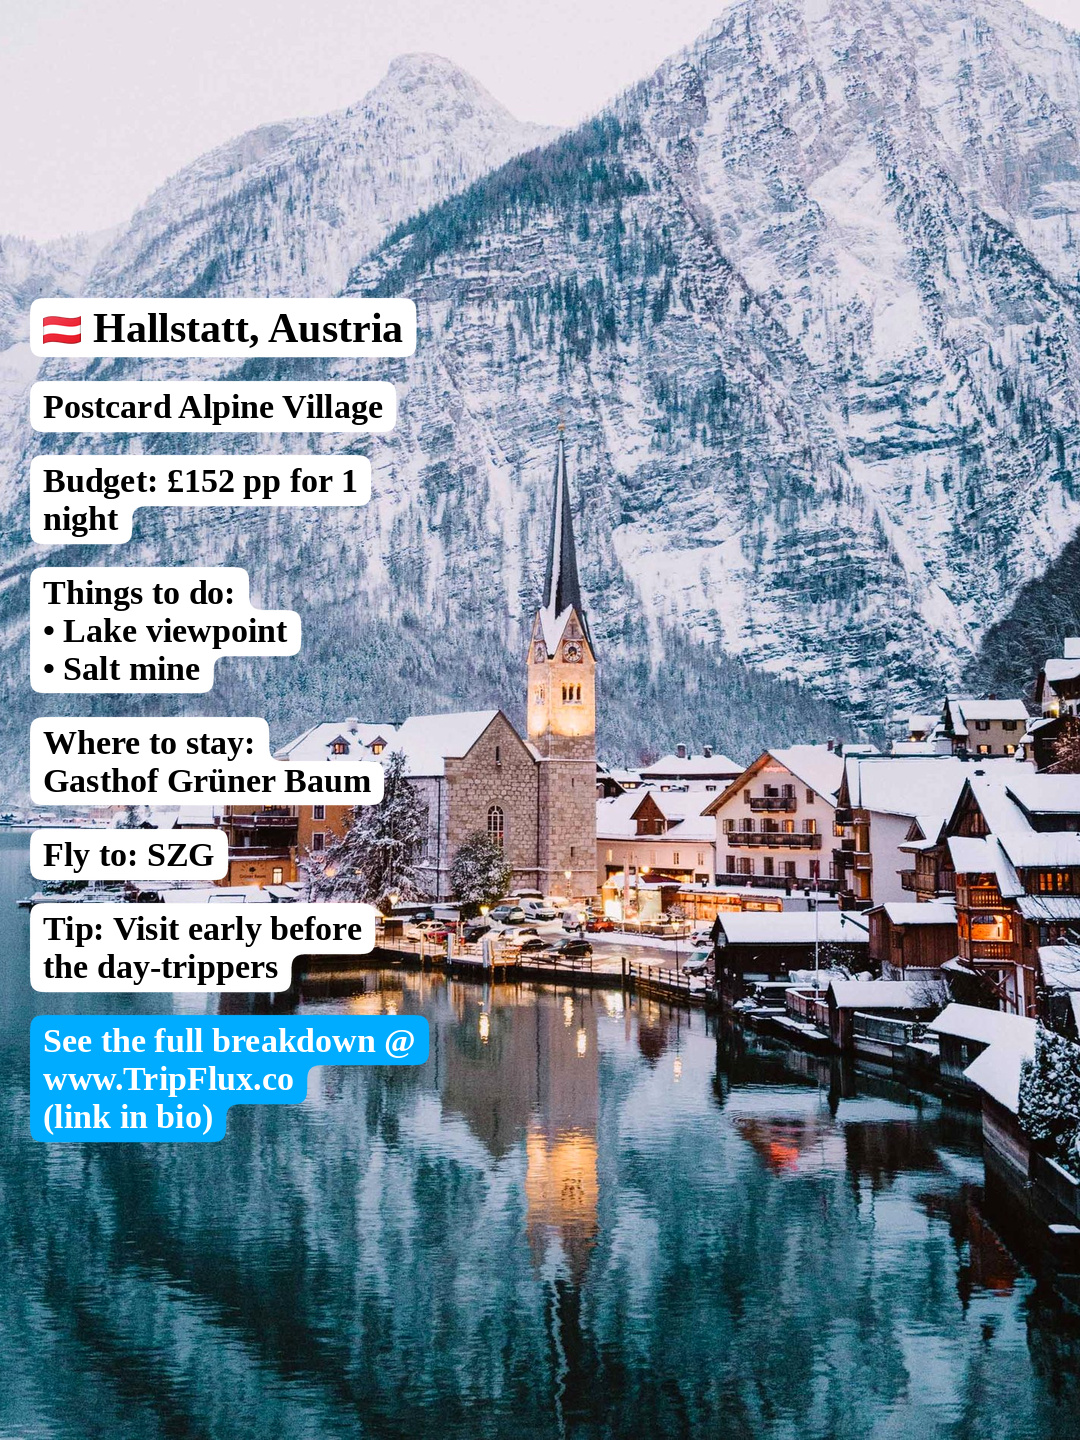 🇦🇹 Hallstatt, Austria
Postcard Alpine Village
Budget: £152 pp for 1
night
Things to do:
• Lake viewpoint
• Salt mine
Where to stay:
Gasthof Grüner Baum
Fly to: SZG
Tip: Visit early before
the day-trippers
See the full breakdown @
www.TripFlux.co
(link in bio)